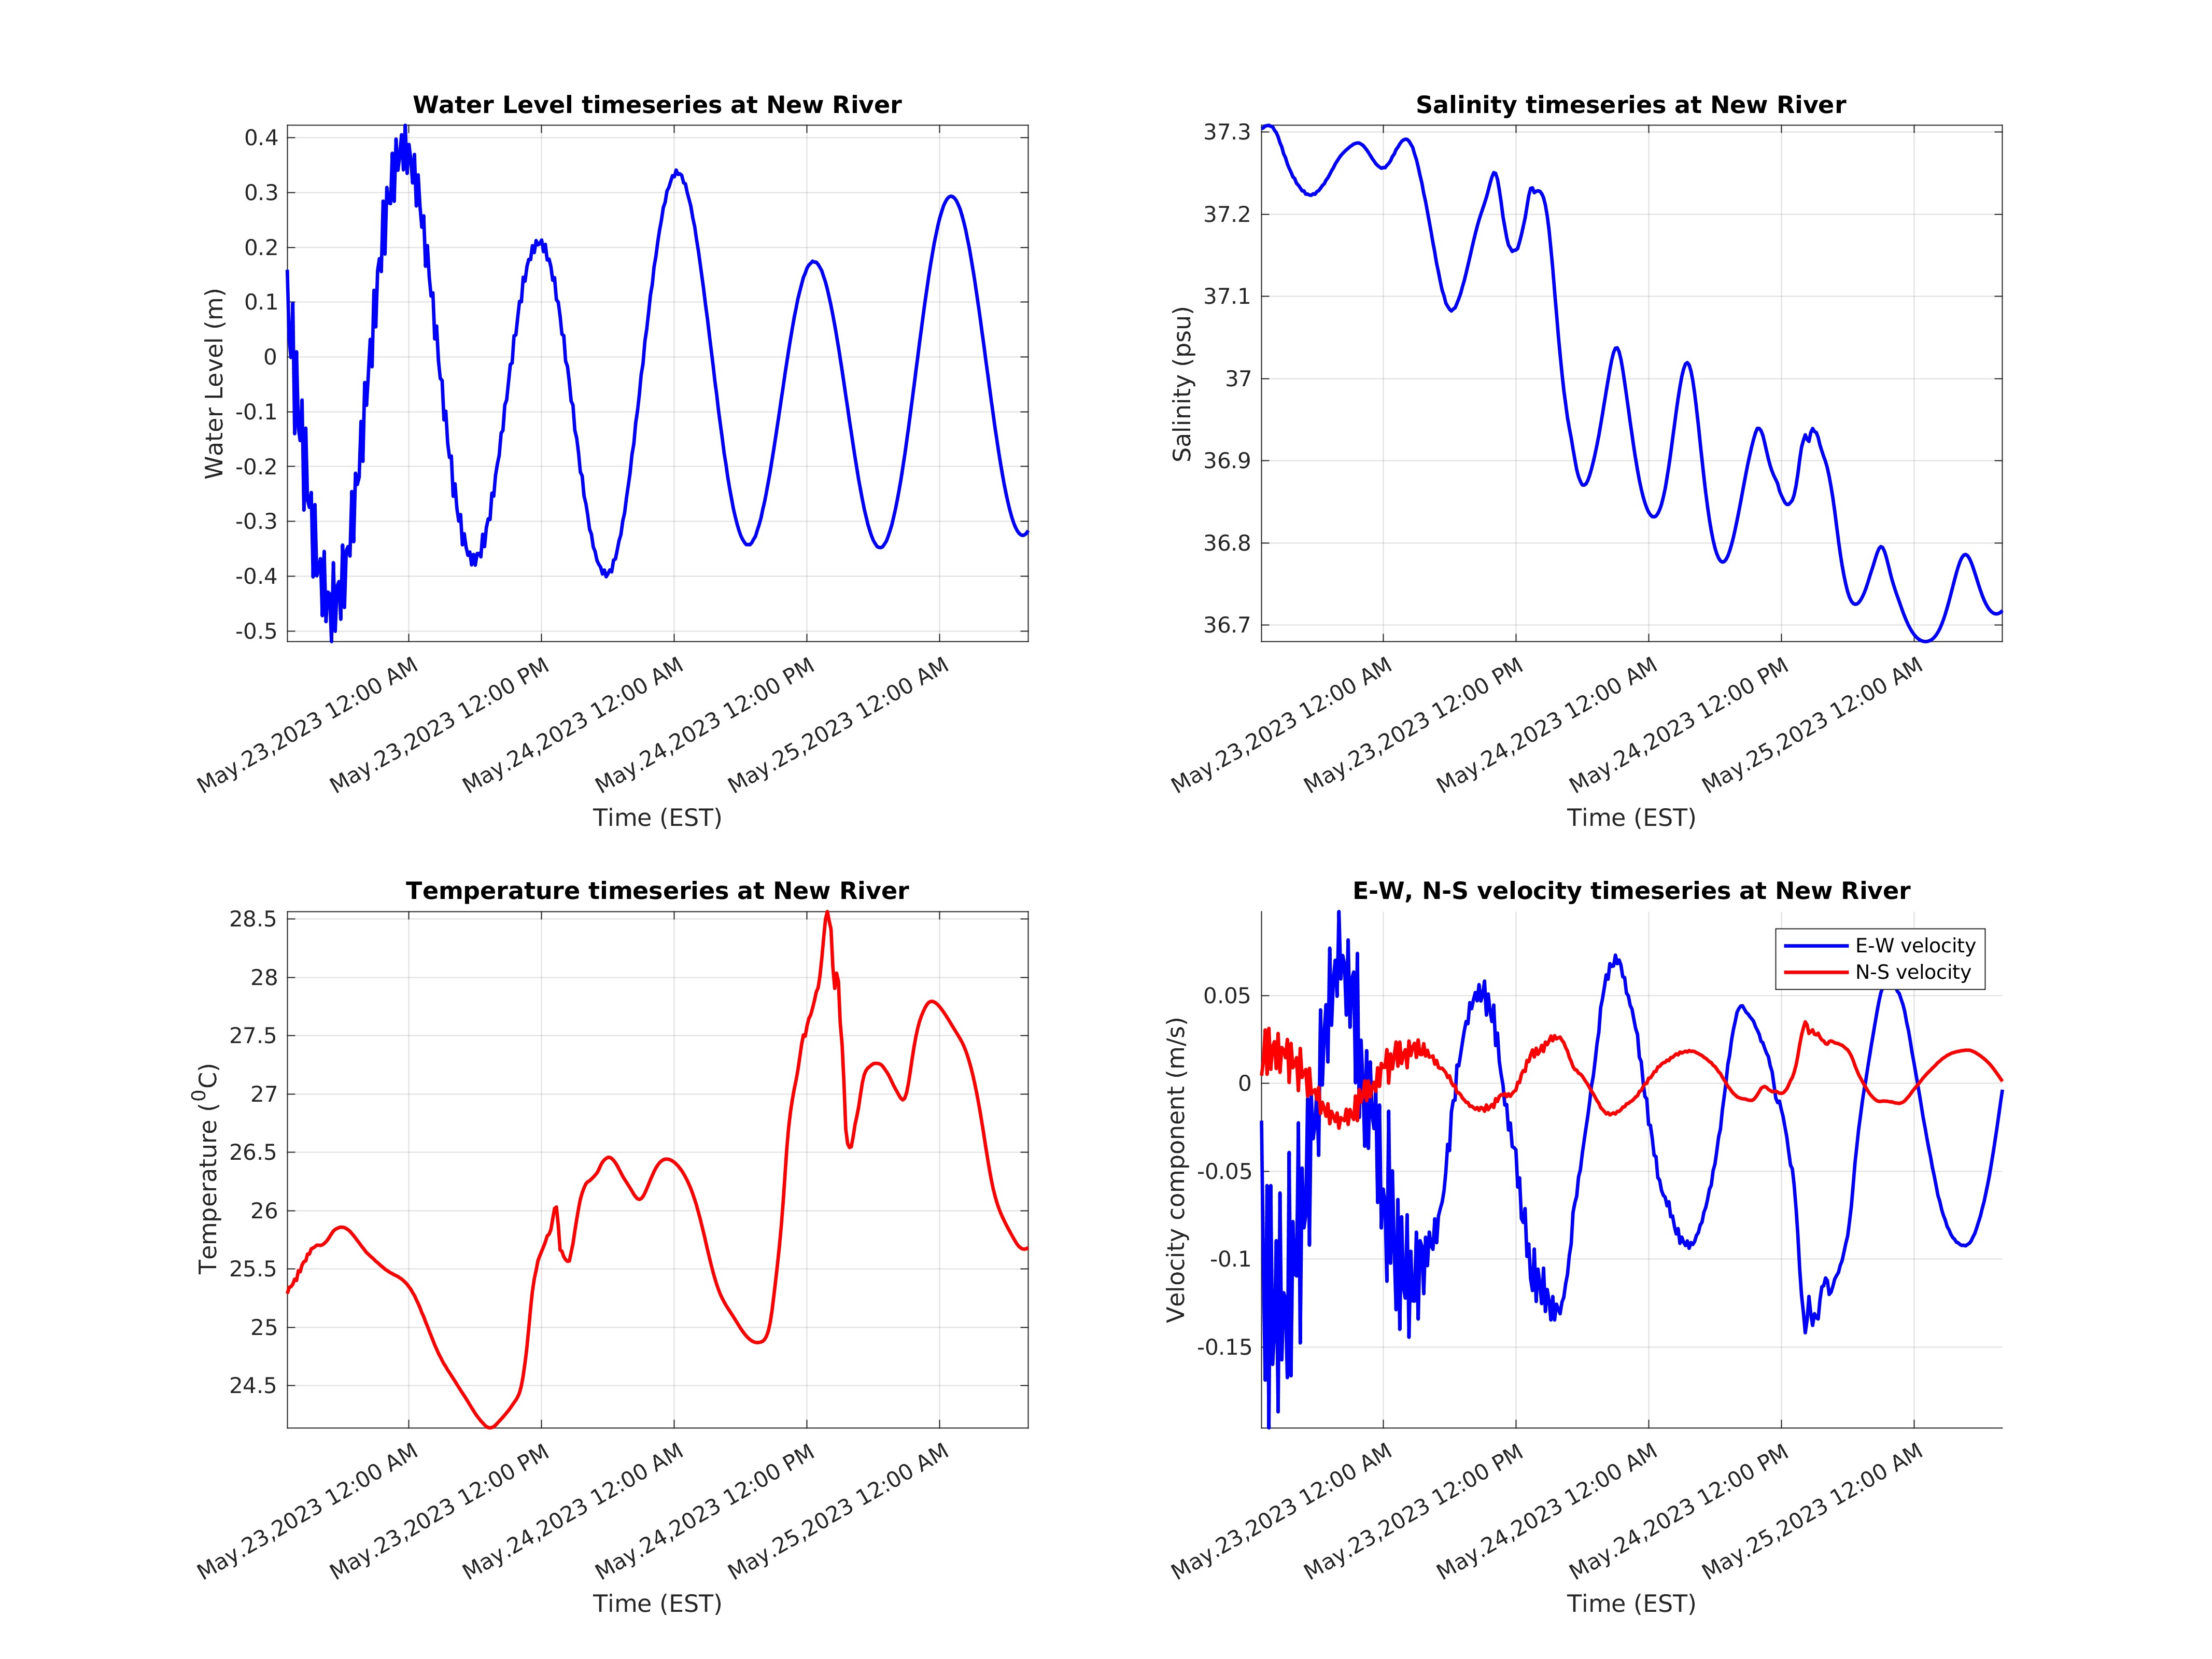 Water Level timeseries at New River
0.4
0.3
0.2
0.1
0
-0.1
-0.2
-0.3
-0.4
-0.5
Water Level (m)
May.23,2023 12:00 AM
May.23,2023 12:00 PM
May.24,2023 12:00 AM
May.24,2023 12:00 PM
May.25,2023 12:00 AM
Time (EST)
Salinity timeseries at New River
37.3
37.2
37.1
37
36.9
36.8
36.7
Salinity (psu)
May.23,2023 12:00 AM
May.23,2023 12:00 PM
May.24,2023 12:00 AM
May.24,2023 12:00 PM
May.25,2023 12:00 AM
Time (EST)
Temperature timeseries at New River
28.5
28
27.5
27
26.5
26
25.5
25
24.5
Temperature (⁰C)
May.23,2023 12:00 AM
May.23,2023 12:00 PM
May.24,2023 12:00 AM
May.24,2023 12:00 PM
May.25,2023 12:00 AM
Time (EST)
E-W, N-S velocity timeseries at New River
E-W velocity
N-S velocity
0.05
0
-0.05
-0.1
-0.15
Velocity component (m/s)
May.23,2023 12:00 AM
May.23,2023 12:00 PM
May.24,2023 12:00 AM
May.24,2023 12:00 PM
May.25,2023 12:00 AM
Time (EST)